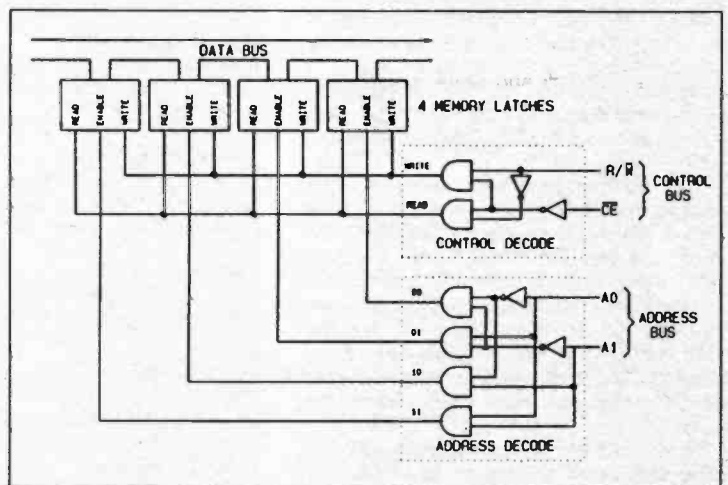 DATA BUS
READ ENABLE WRITE READ ENABLE WRITE READ ENABLE WRITE READ ENABLE WRITE
4 MEMORY LATCHES
WRITE
R/W̅
READ
C̅E̅
CONTROL BUS
CONTROL DECODE
00
A0
01
ADDRESS BUS
A1
10
11
ADDRESS DECODE